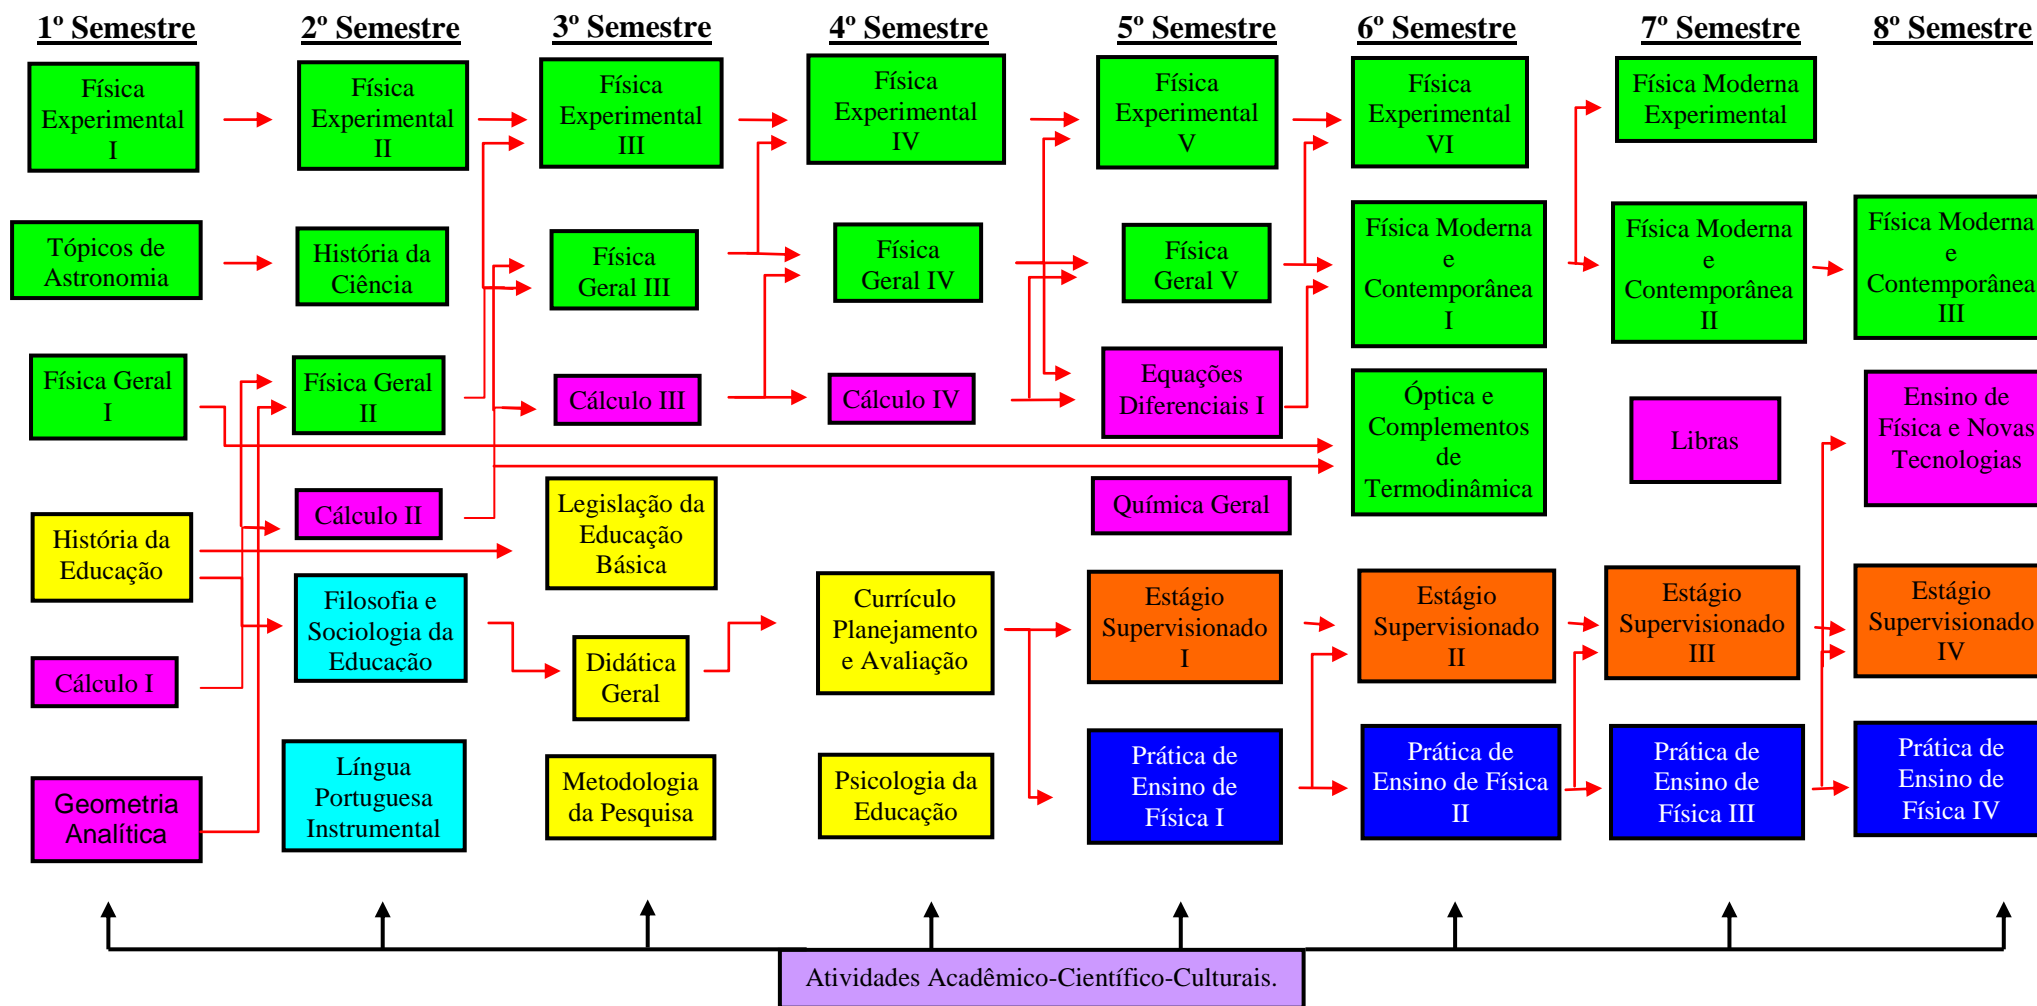 1º Semestre
2º Semestre
3º Semestre
4º Semestre
5º Semestre
6º Semestre
7º Semestre
8º Semestre
Física
Experimental
I
Física
Experimental
II
Física
Experimental
III
Física
Experimental
IV
Física
Experimental
V
Física
Experimental
VI
Física Moderna
Experimental
Tópicos de
Astronomia
História da
Ciência
Física
Geral III
Física
Geral IV
Física
Geral V
Física Moderna
e
Contemporânea
I
Física Moderna
e
Contemporânea
II
Física Moderna
e
Contemporânea
III
Física Geral
I
Física Geral
II
Cálculo III
Cálculo IV
Equações
Diferenciais I
Óptica e
Complementos
de
Termodinâmica
Libras
Ensino de
Física e Novas
Tecnologias
História da
Educação
Cálculo II
Legislação da
Educação
Básica
Química Geral
Filosofia e
Sociologia da
Educação
Didática
Geral
Currículo
Planejamento
e Avaliação
Estágio
Supervisionado
I
Estágio
Supervisionado
II
Estágio
Supervisionado
III
Estágio
Supervisionado
IV
Cálculo I
Geometria
Analítica
Língua
Portuguesa
Instrumental
Metodologia
da Pesquisa
Psicologia da
Educação
Prática de
Ensino de
Física I
Prática de
Ensino de Física
II
Prática de
Ensino de
Física III
Prática de
Ensino de
Física IV
Atividades Acadêmico-Científico-Culturais.